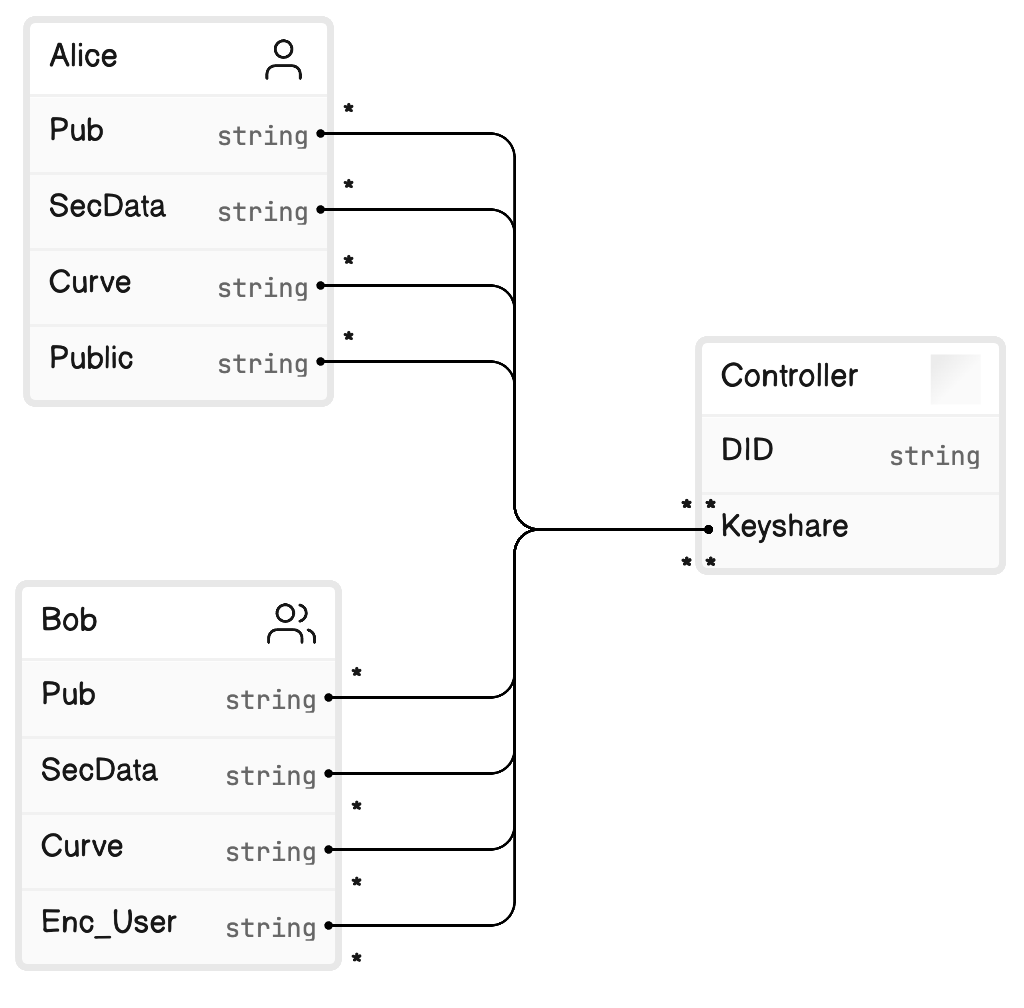 Alice
Pub string *
SecData string *
Curve string *
Public string *
Controller
DID string
* *
Keyshare
* *
Bob
Pub string *
SecData string
*
Curve string
*
Enc_User string
*